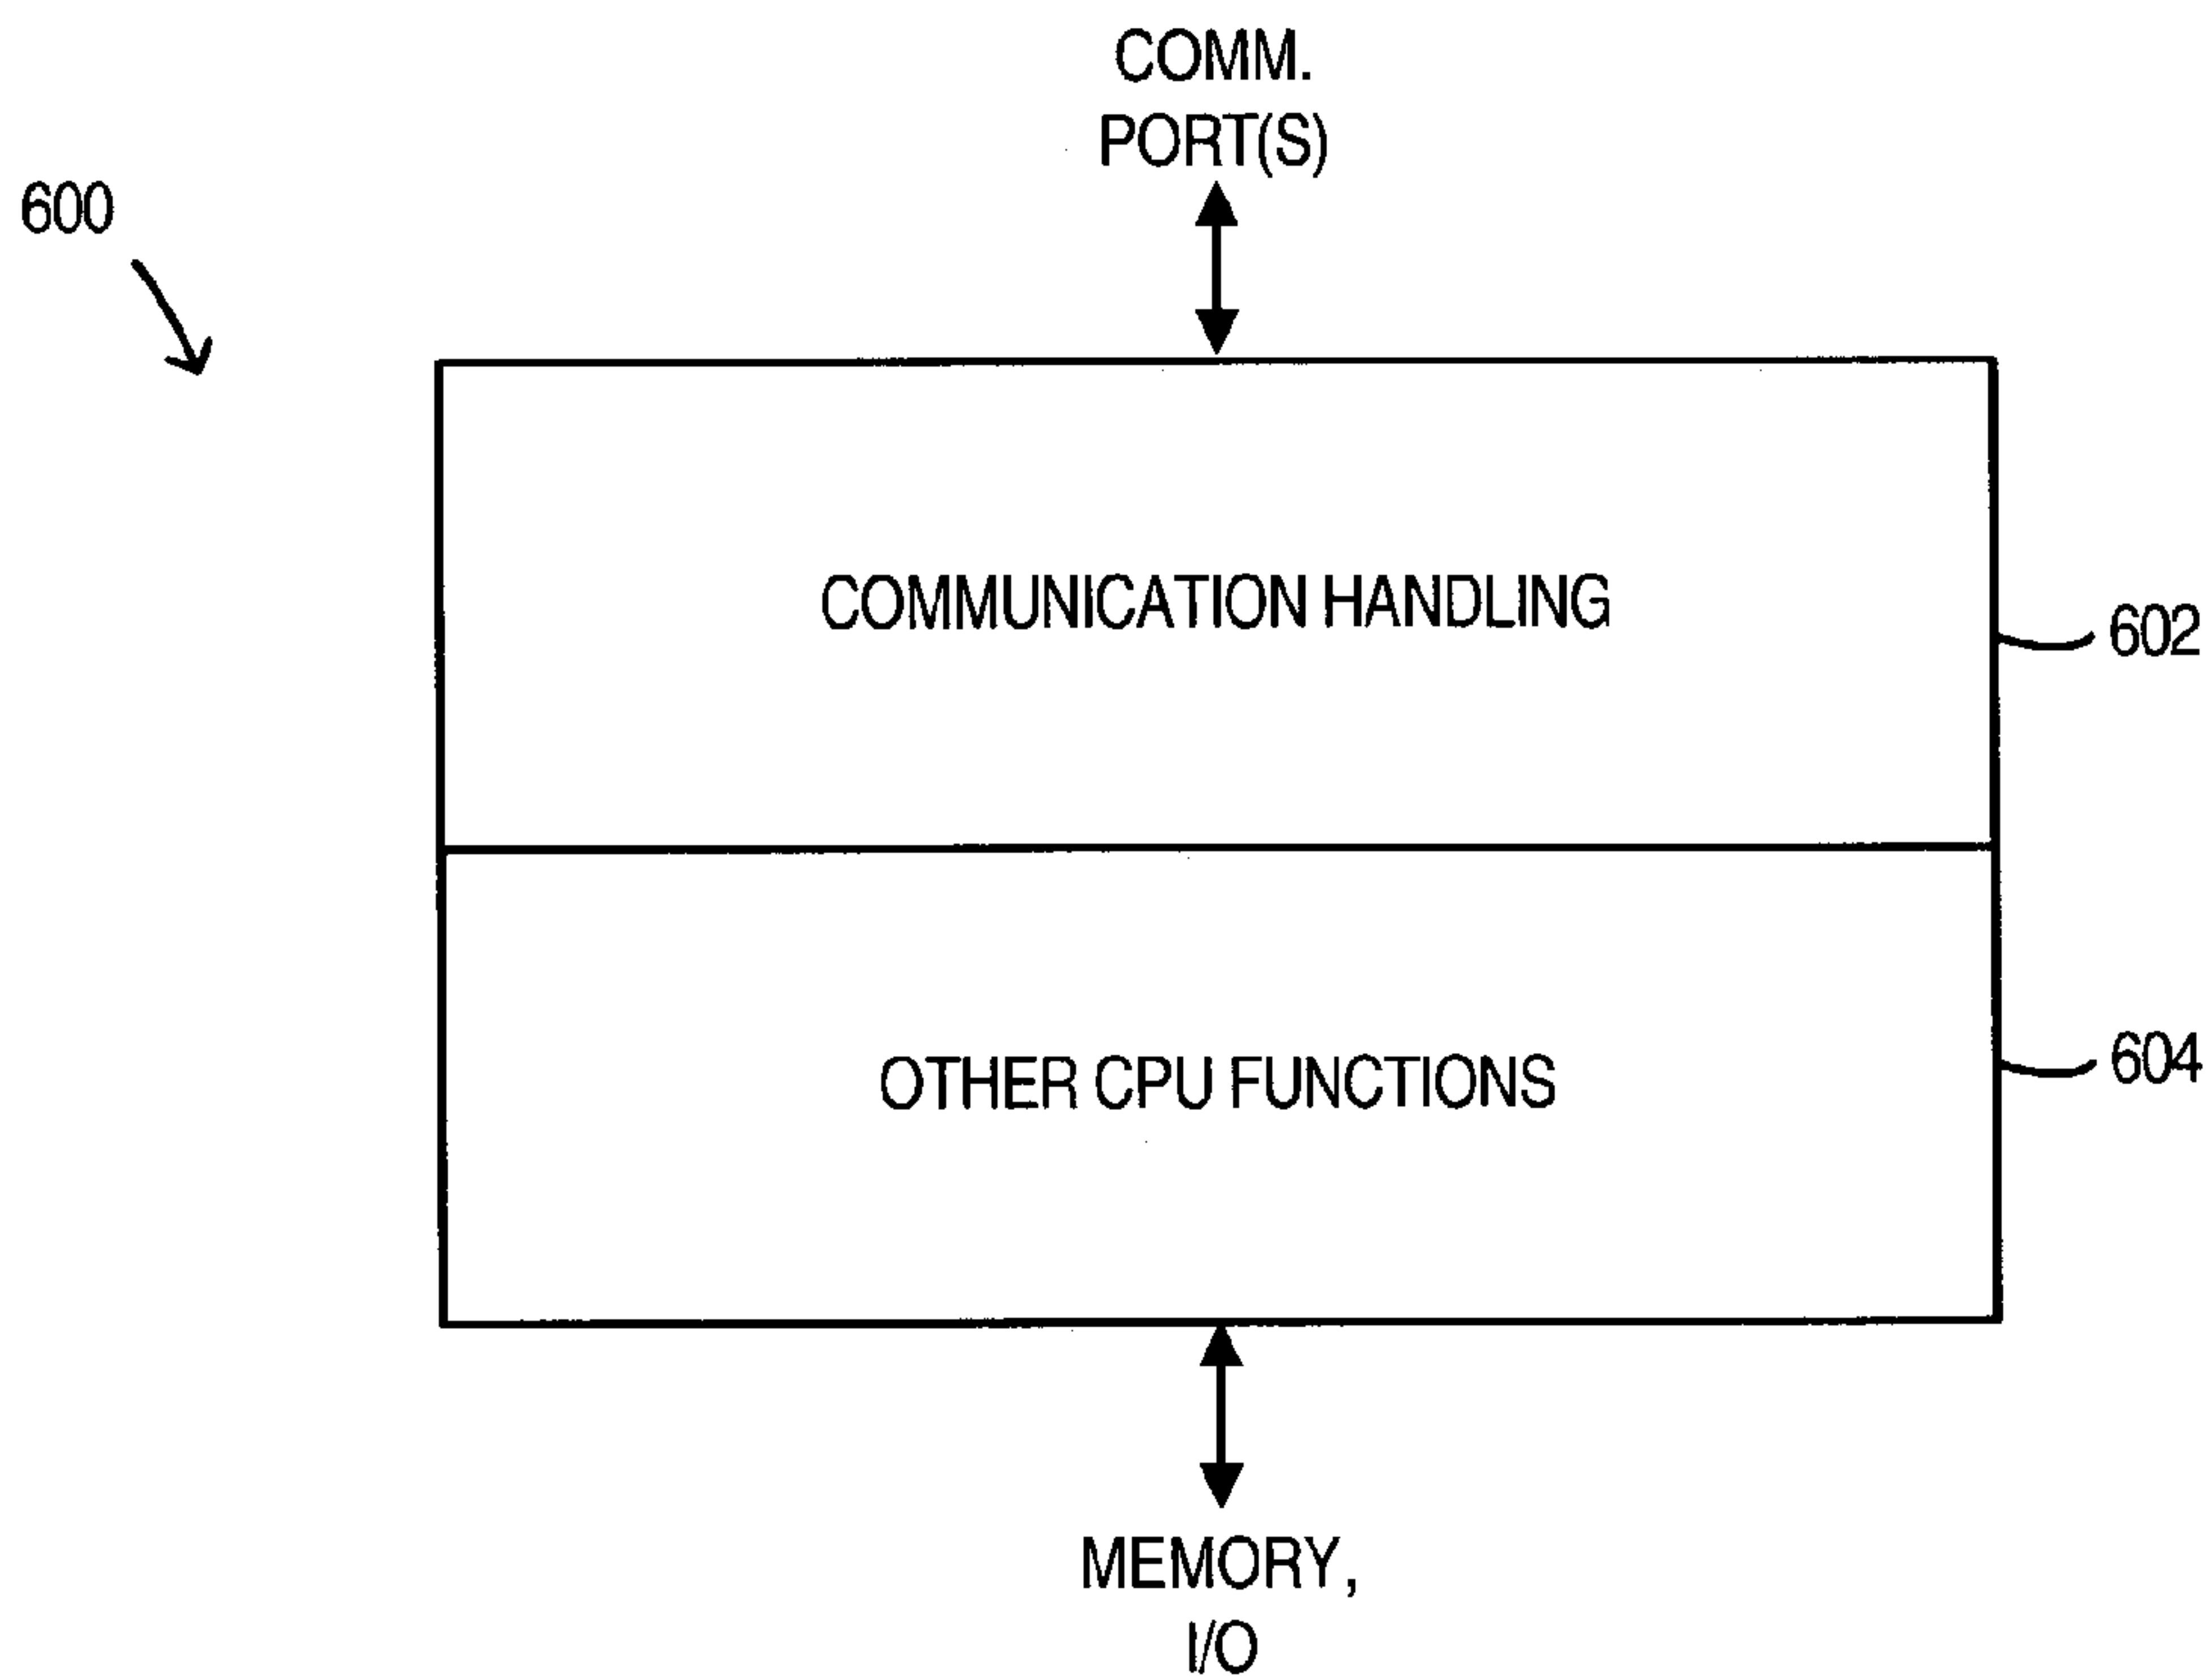 COMM.
PORT(S)
600
COMMUNICATION HANDLING
602
OTHER CPU FUNCTIONS
604
MEMORY,
I/O